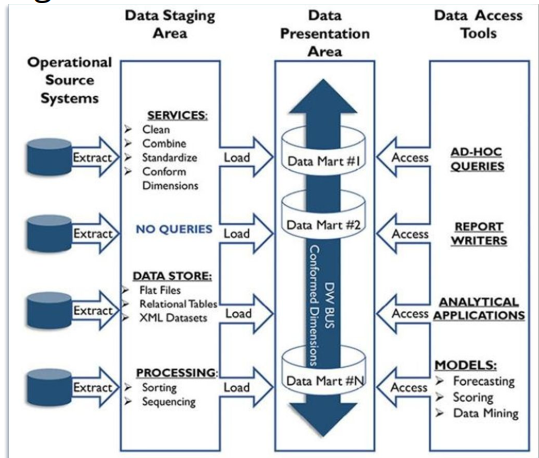 Data Staging
Area
Data
Presentation
Area
Data Access
Tools
Operational
Source
Systems
SERVICES:
➢ Clean
➢ Combine
➢ Standardize
➢ Conform
Dimensions
Extract
Load
Data Mart #1
Access
AD-HOC
QUERIES
Extract
NO QUERIES
Load
Data Mart #2
Access
REPORT
WRITERS
DW BUS
Conformed Dimensions
DATA STORE:
➢ Flat Files
➢ Relational Tables
➢ XML Datasets
Extract
Load
Access
ANALYTICAL
APPLICATIONS
PROCESSING:
➢ Sorting
➢ Sequencing
Extract
Load
Data Mart #N
Access
MODELS:
➢ Forecasting
➢ Scoring
➢ Data Mining